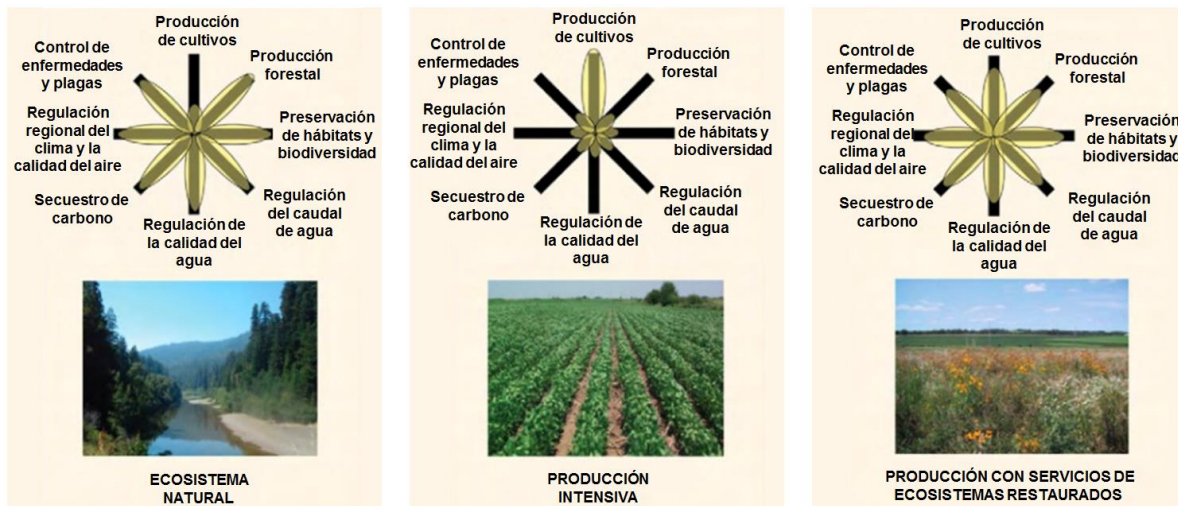 Producción
de cultivos
Control de
enfermedades
y plagas
Producción
forestal
Regulación
regional del
clima y la
calidad del aire
Preservación
de hábitats y
biodiversidad
Secuestro de
carbono
Regulación de
la calidad del
agua
Regulación
del caudal
de agua
ECOSISTEMA
NATURAL
Producción
de cultivos
Control de
enfermedades
y plagas
Producción
forestal
Regulación
regional del
clima y la
calidad del aire
Preservación
de hábitats y
biodiversidad
Secuestro de
carbono
Regulación de
la calidad del
agua
Regulación
del caudal
de agua
PRODUCCIÓN
INTENSIVA
Producción
de cultivos
Control de
enfermedades
y plagas
Producción
forestal
Regulación
regional del
clima y la
calidad del aire
Preservación
de hábitats y
biodiversidad
Secuestro de
carbono
Regulación de
la calidad del
agua
Regulación
del caudal
de agua
PRODUCCIÓN CON SERVICIOS DE
ECOSISTEMAS RESTAURADOS